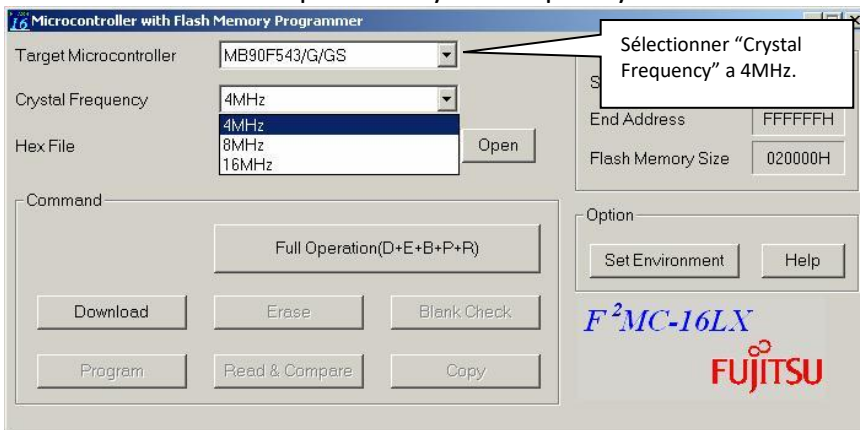 Microcontroller with Flash Memory Programmer
Target Microcontroller
MB90F543/G/GS
Sélectionner “Crystal
Frequency” a 4MHz.
Crystal Frequency
4MHz
4MHz
8MHz
16MHz
Hex File
Open
End Address
FFFFFFH
Flash Memory Size
020000H
Command
Full Operation(D+E+B+P+R)
Download
Erase
Blank Check
Program
Read & Compare
Copy
Option
Set Environment
Help
F²MC-16LX
FUJITSU